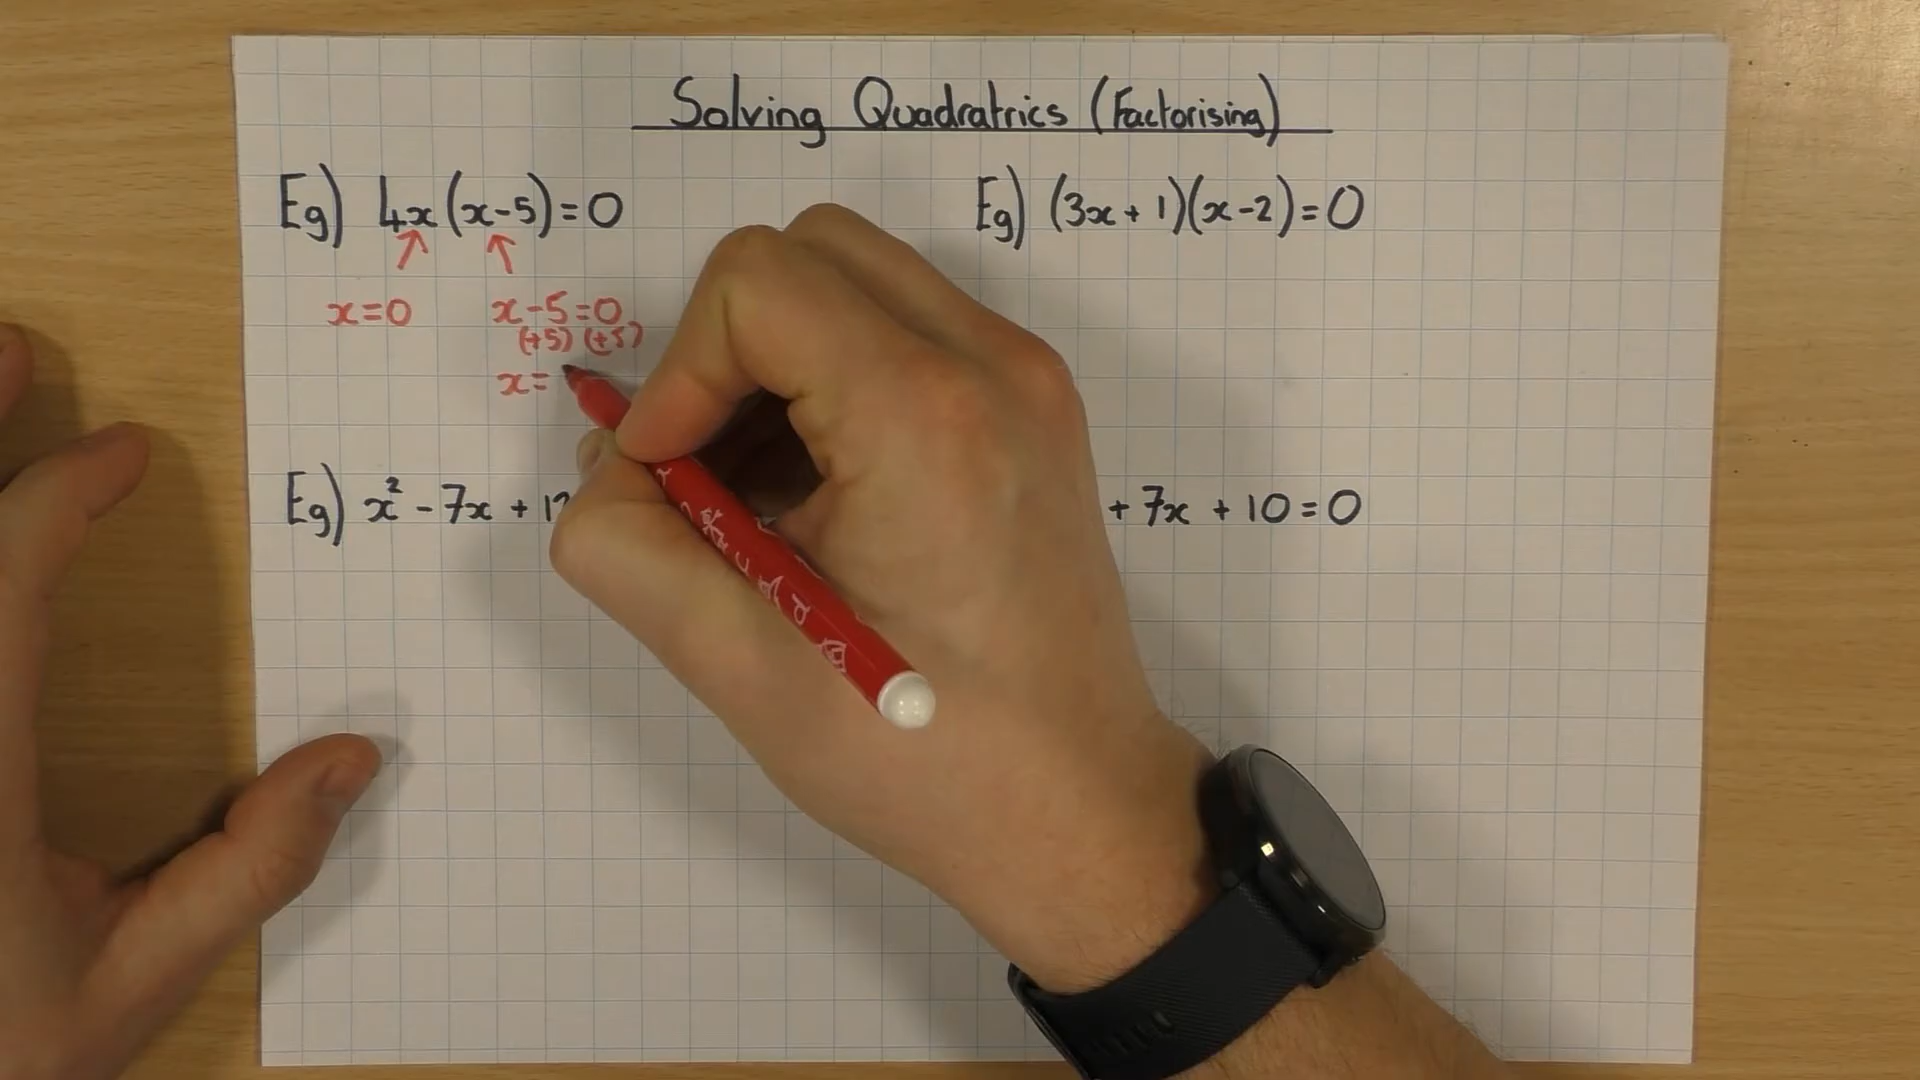 Solving Quadratrics (Factorising)
Eg) 4x(x-5)=0
x=0
x-5=0
(+5) (+5)
x=
Eg) (3x+1)(x-2)=0
Eg) x² - 7x + 1
+ 7x + 10 = 0